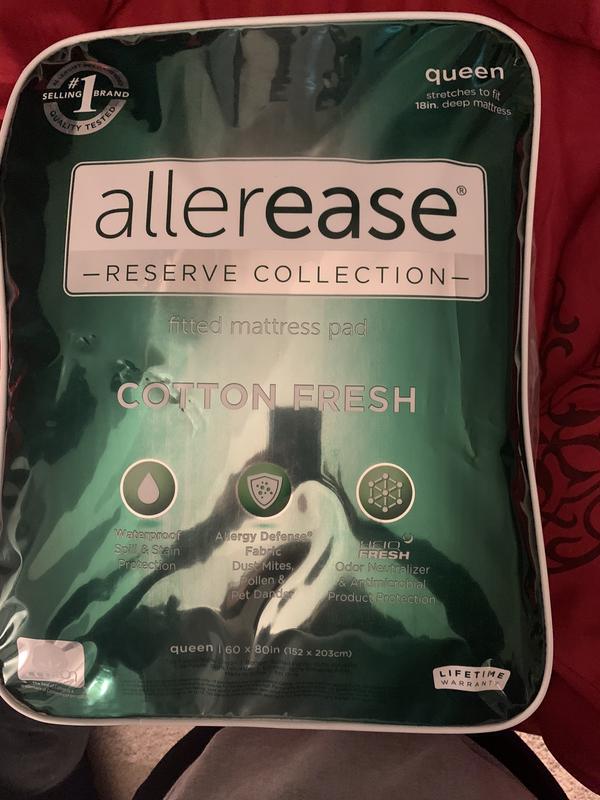 #1
SELLING BRAND
QUALITY TESTED
queen
stretches to fit
18in. deep mattress
allerease®
—RESERVE COLLECTION—
fitted mattress pad
COTTON FRESH
Waterproof
Spill & Stain
Protection
Allergy Defense®
Fabric
Dust Mites,
Pollen &
Pet Dander
HeiQ
FRESH
Odor Neutralizer
& Antimicrobial
Product Protection
queen | 60 x 80in (152 x 203cm)
LIFETIME
WARRANTY